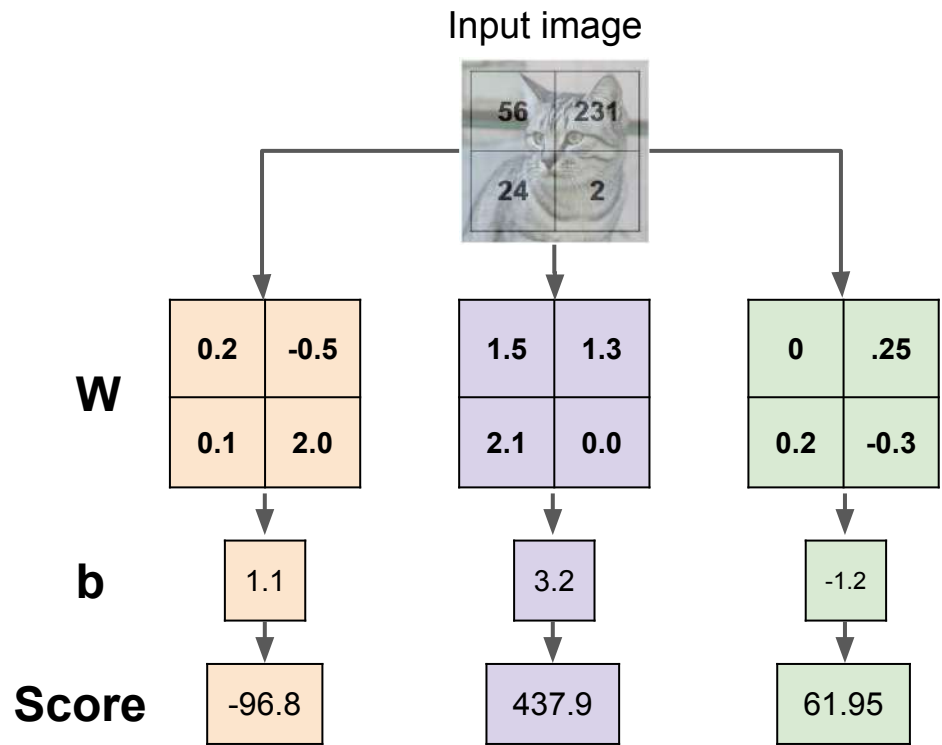 Input image
56 231
24 2
W
0.2 -0.5 1.5 1.3 0 .25
0.1 2.0 2.1 0.0 0.2 -0.3
b 1.1 3.2 -1.2
Score -96.8 437.9 61.95